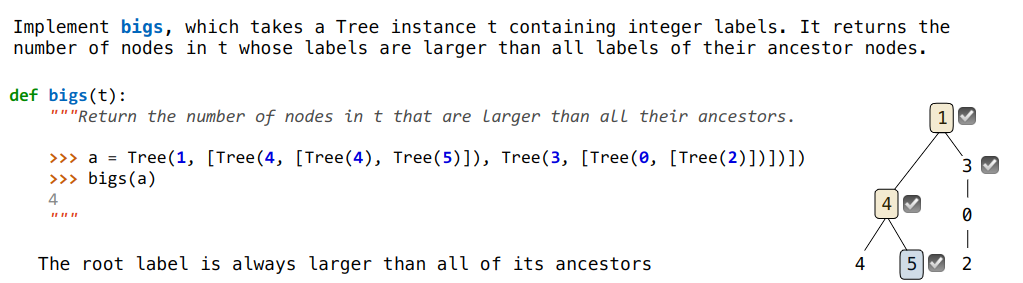 Implement bigs, which takes a Tree instance t containing integer labels. It returns the
number of nodes in t whose labels are larger than all labels of their ancestor nodes.
def bigs(t):
"""Return the number of nodes in t that are larger than all their ancestors.
>>> a = Tree(1, [Tree(4, [Tree(4), Tree(5)]), Tree(3, [Tree(0, [Tree(2)])])])
>>> bigs(a)
4
"""
The root label is always larger than all of its ancestors
1
3
4
0
4 5 2